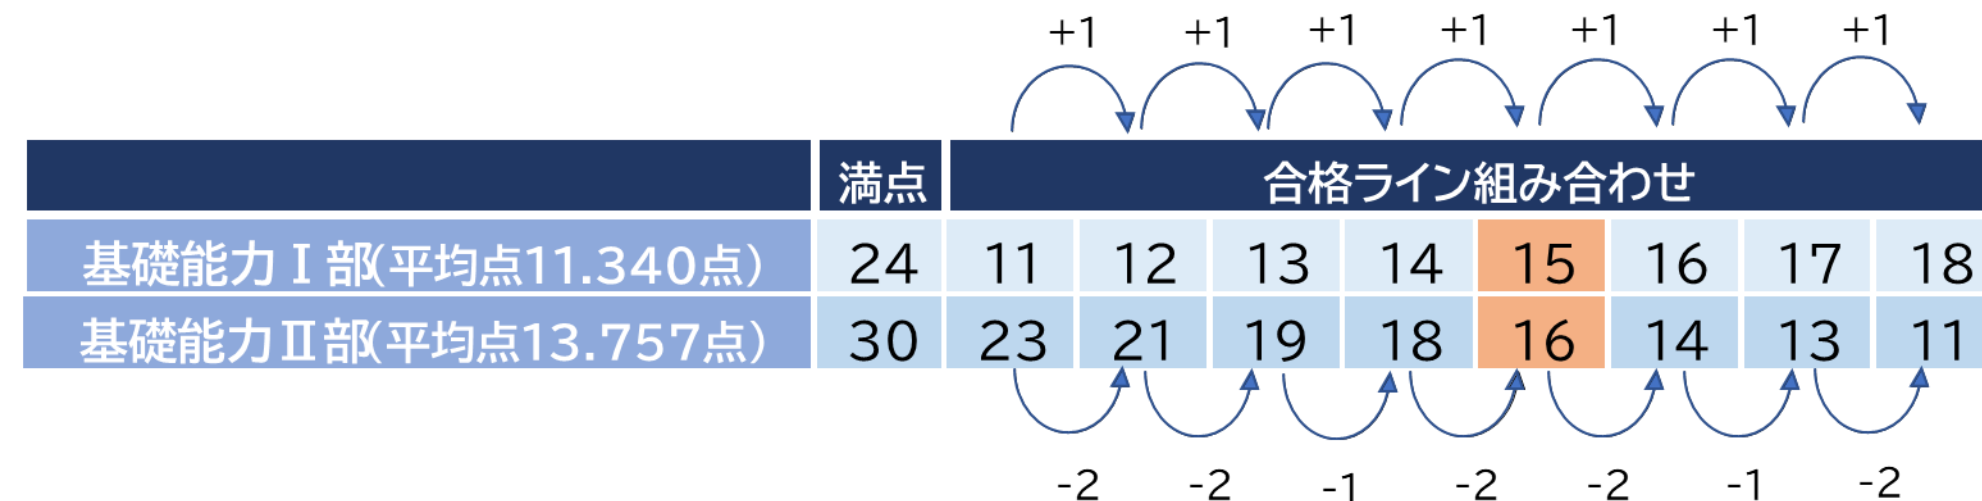 +1 +1 +1 +1 +1 +1 +1
満点 合格ライン組み合わせ
基礎能力Ⅰ部(平均点11.340点) 24 11 12 13 14 15 16 17 18
基礎能力Ⅱ部(平均点13.757点) 30 23 21 19 18 16 14 13 11
-2 -2 -1 -2 -2 -1 -2